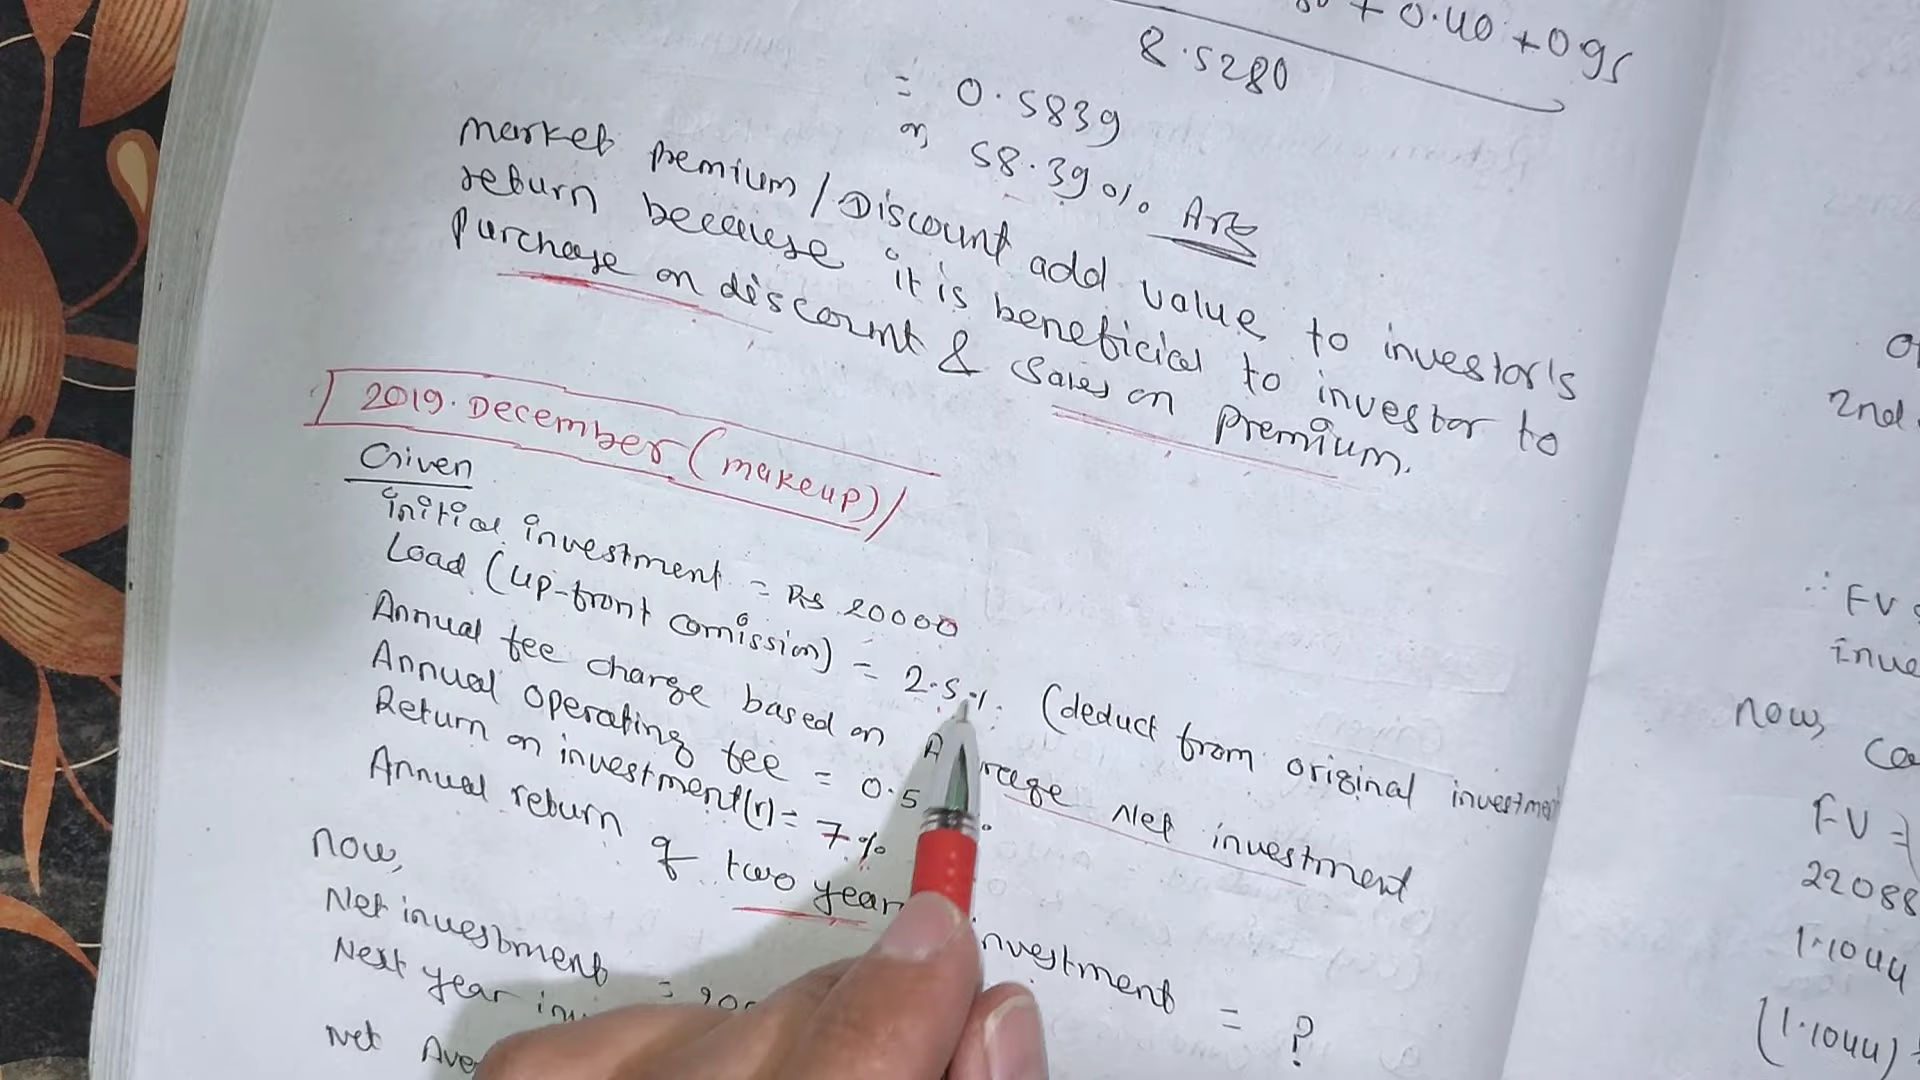 + 0.40 + 0.95
8.5280
= 0.5839
or 58.39% Ans
market premium / Discount add value to investor's
return because it is beneficial to investor to
purchase on discount & sales on premium.
2019. December (makeup)
Given
initial investment = Rs 20000
Load (up-front comission) = 2.5%. (deduct from original investmen
Annual fee charge based on Average Net investment
Annual operating fee = 0.5
Return on investment(r) = 7%
Annual return of two year investment = ?
now,
Net investment =
Next year inv
Net Ave
2nd
∴ FV
inve
now, ca
FV =
22088
1.1044
(1.1044)